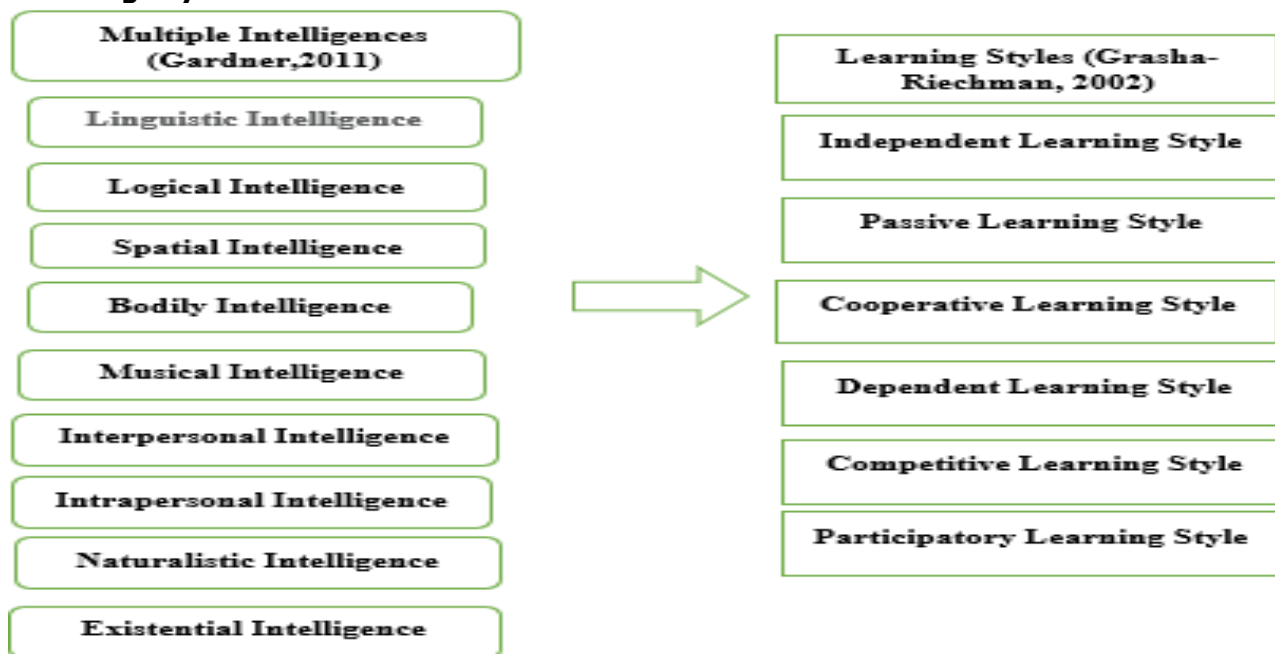 Multiple Intelligences
(Gardner,2011)
Linguistic Intelligence
Logical Intelligence
Spatial Intelligence
Bodily Intelligence
Musical Intelligence
Interpersonal Intelligence
Intrapersonal Intelligence
Naturalistic Intelligence
Existential Intelligence
Learning Styles (Grasha-
Riechman, 2002)
Independent Learning Style
Passive Learning Style
Cooperative Learning Style
Dependent Learning Style
Competitive Learning Style
Participatory Learning Style